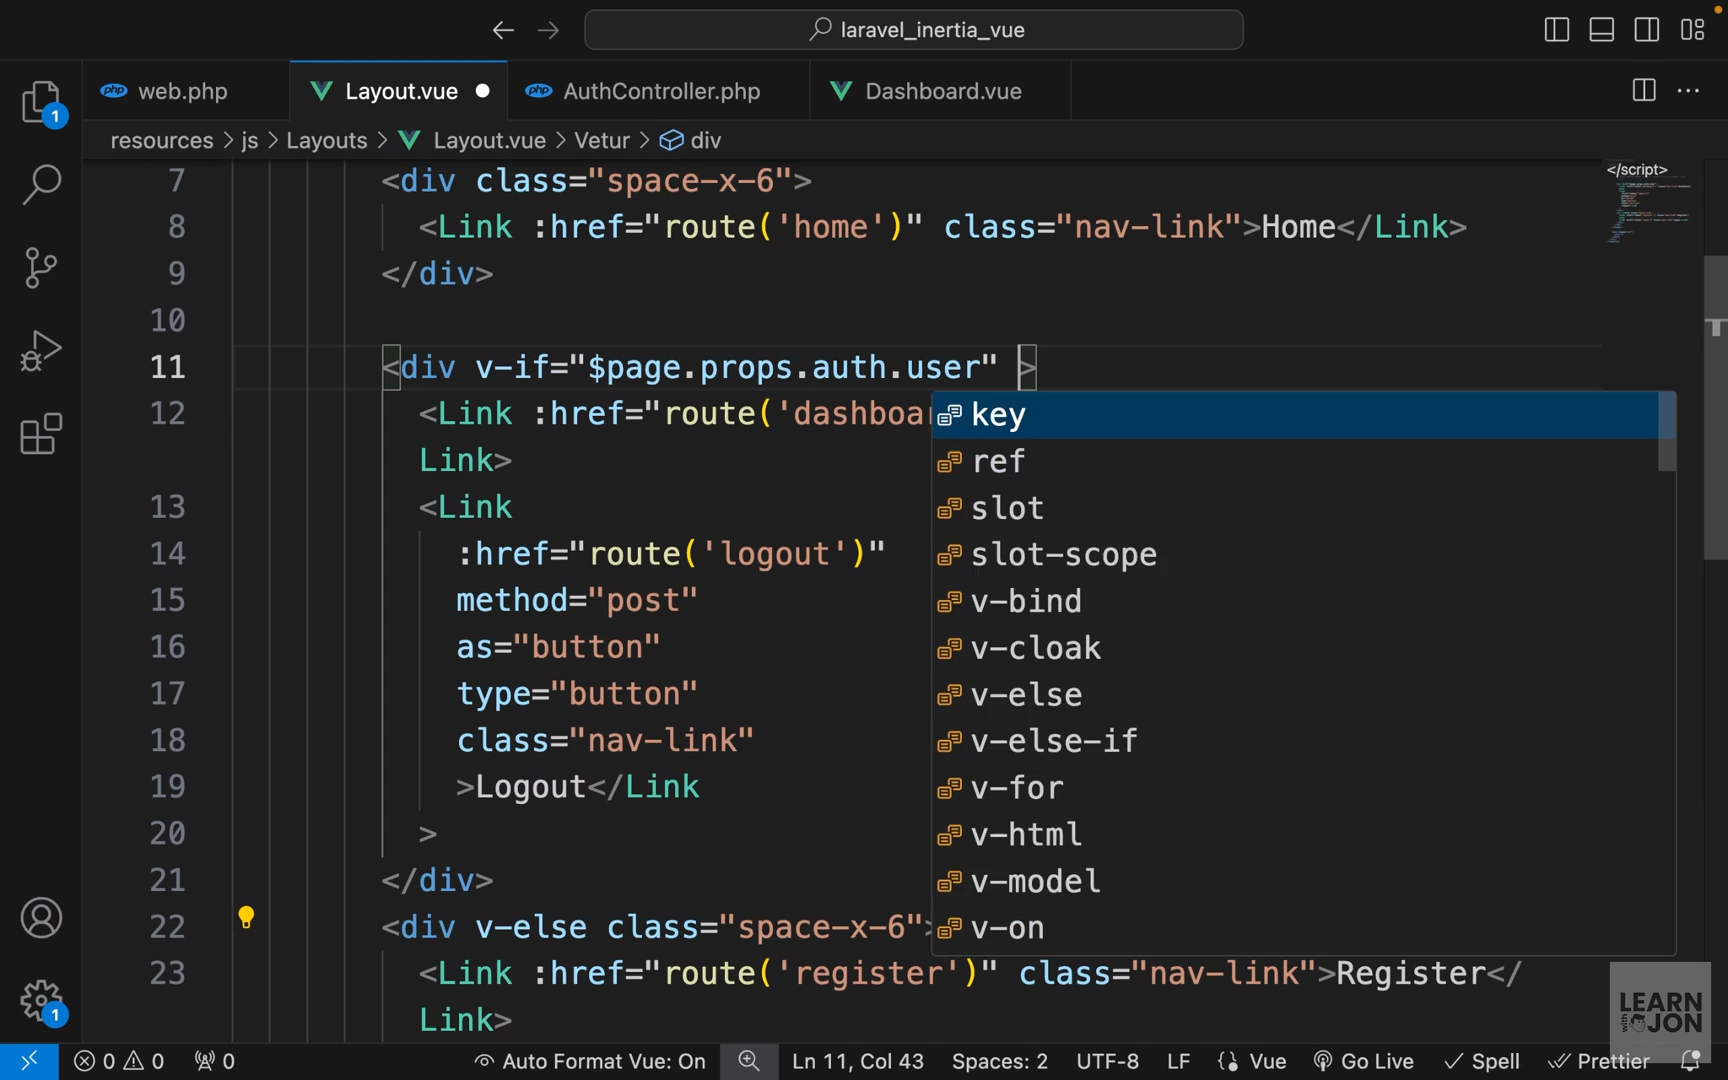 laravel_inertia_vue
web.php
Layout.vue
AuthController.php
Dashboard.vue
1
resources > js > Layouts > Layout.vue > Vetur > div
</script>
7 <div class="space-x-6">
8 <Link :href="route('home')" class="nav-link">Home</Link>
9 </div>
10
11 <div v-if="$page.props.auth.user" >
12 <Link :href="route('dashboar
Link>
13 <Link
14 :href="route('logout')"
15 method="post"
16 as="button"
17 type="button"
18 class="nav-link"
19 >Logout</Link
20 >
21 </div>
22 <div v-else class="space-x-6">
23 <Link :href="route('register')" class="nav-link">Register</
Link>
key
ref
slot
slot-scope
v-bind
v-cloak
v-else
v-else-if
v-for
v-html
v-model
v-on
1
LEARN
with JON
0 0 0 Auto Format Vue: On Ln 11, Col 43 Spaces: 2 UTF-8 LF Vue Go Live Spell Prettier